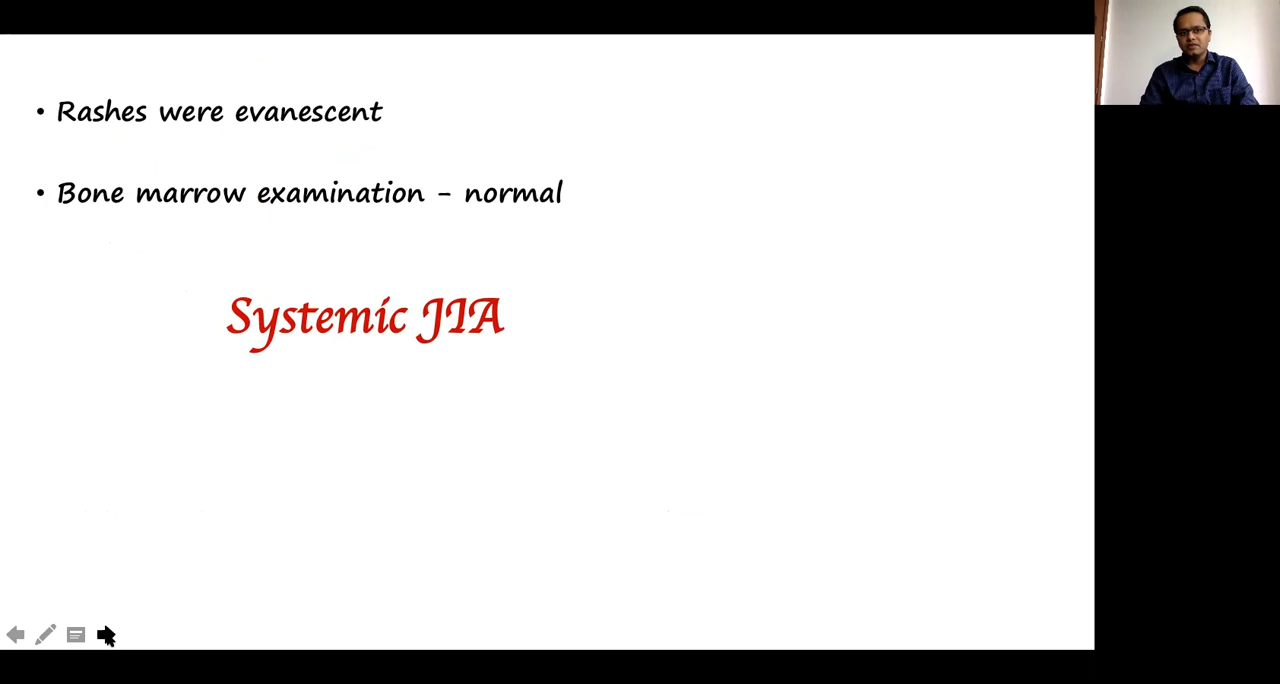 • Rashes were evanescent
• Bone marrow examination - normal
Systemic JIA